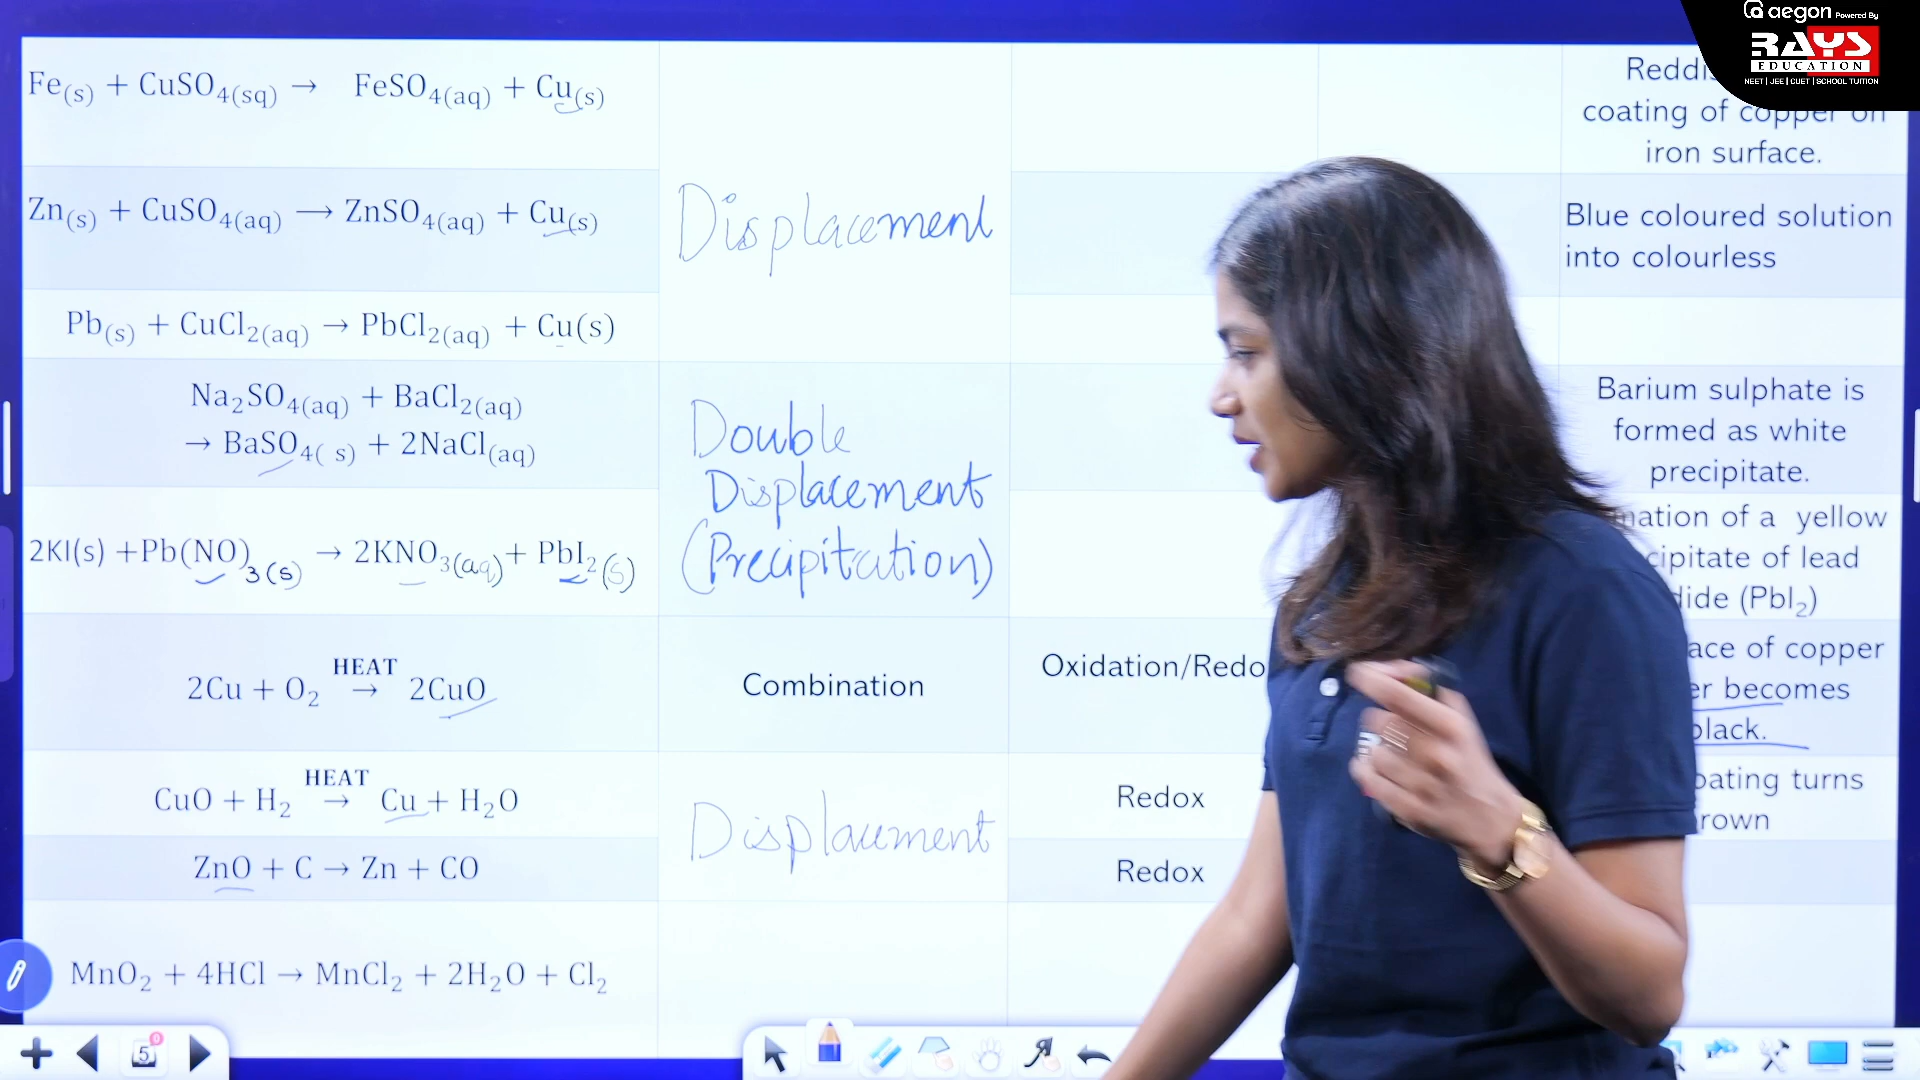 aegon Powered By
RAYS
EDUCATION
NEET | JEE | CUET | SCHOOL TUITION
Fe(s) + CuSO4(sq) → FeSO4(aq) + Cu(s)
coating of copper on
iron surface.
Zn(s) + CuSO4(aq) → ZnSO4(aq) + Cu(s)
Displacement
Blue coloured solution
into colourless
Pb(s) + CuCl2(aq) → PbCl2(aq) + Cu(s)
Na2SO4(aq) + BaCl2(aq)
→ BaSO4( s) + 2NaCl(aq)
Double
Displacement
(Precipitation)
Barium sulphate is
formed as white
precipitate.
2KI(s) +Pb(NO)3(s) → 2KNO3(aq) + PbI2(s)
of a yellow
of lead
(PbI2)
HEAT
2Cu + O2 → 2CuO
Combination
Oxidation/Redo
of copper
becomes
HEAT
CuO + H2 → Cu + H2O
Displacement
Redox
turns
ZnO + C → Zn + CO
Redox
MnO2 + 4HCl → MnCl2 + 2H2O + Cl2
5
0